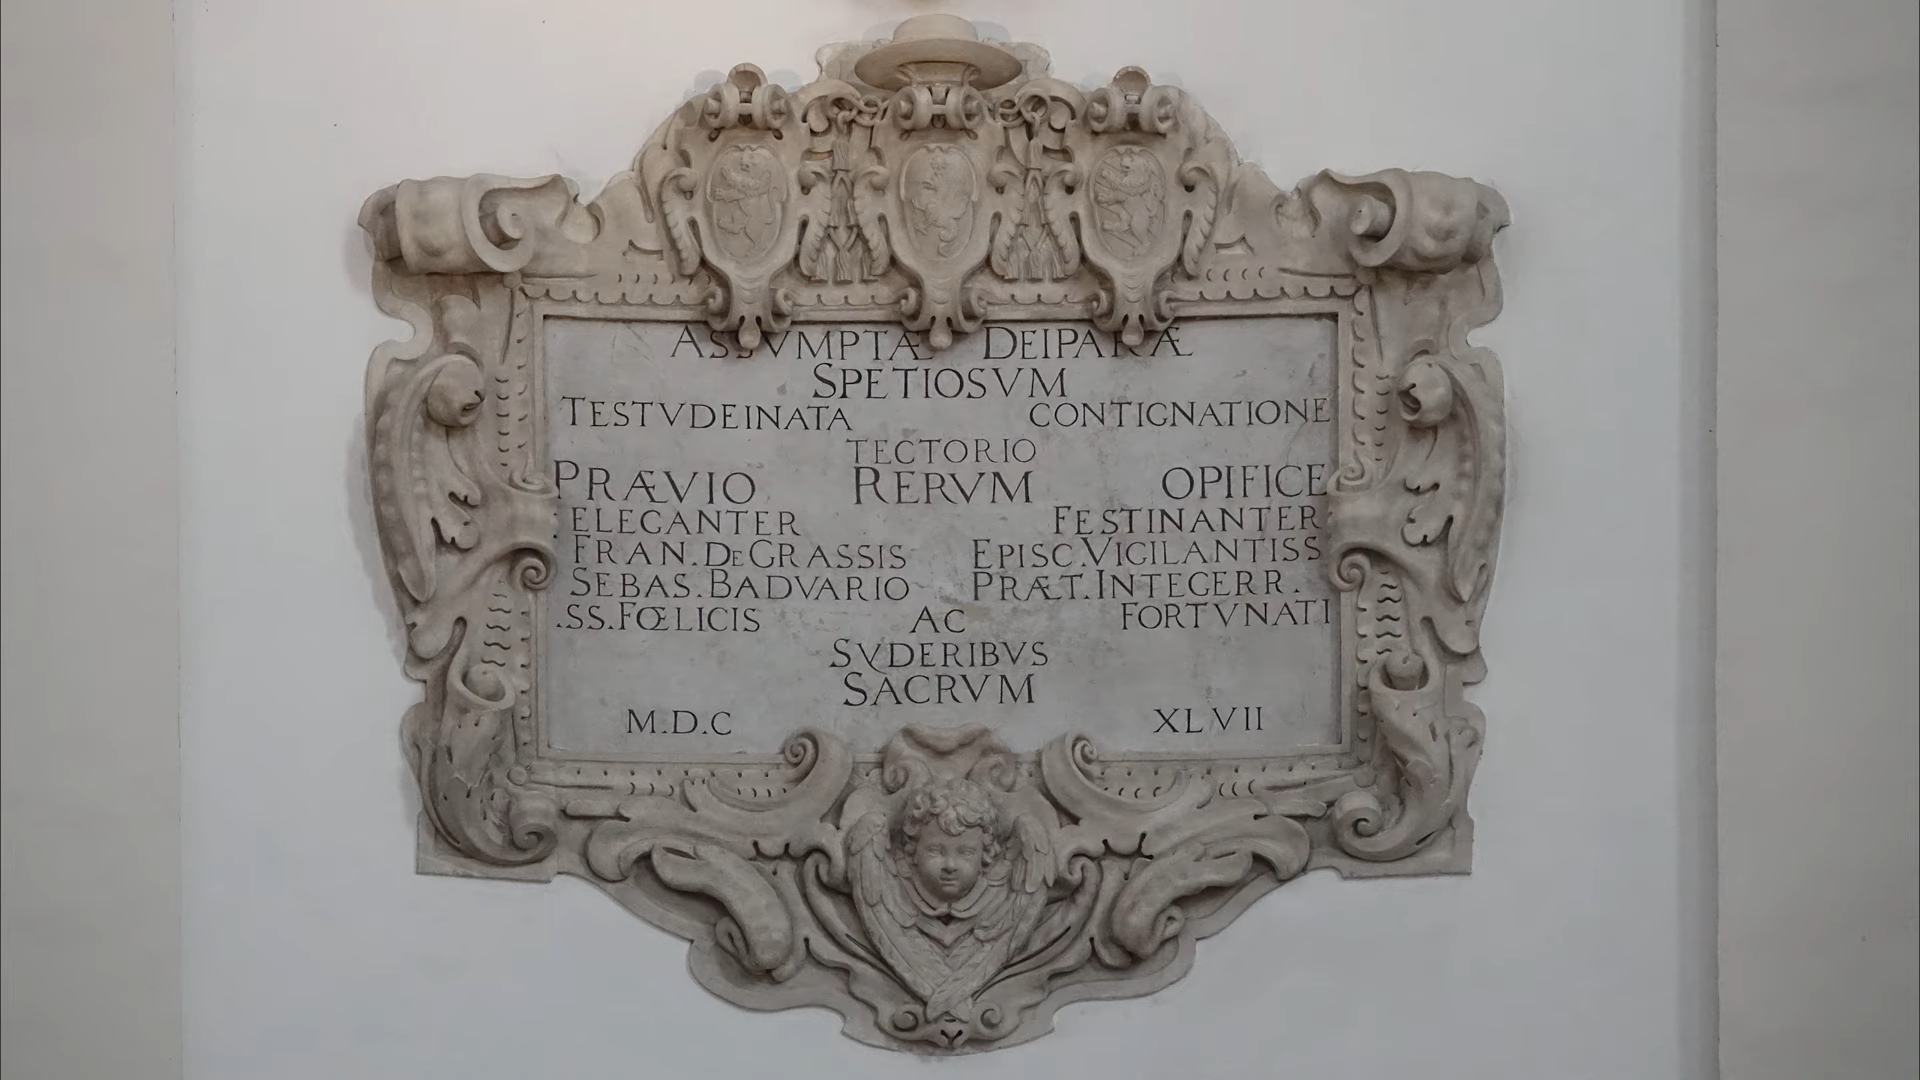 ASSVMPTÆ DEIPARÆ
SPETIOSVM
TESTVDEINATA CONTIGNATIONE
TECTORIO
PRÆVIO RERVM OPIFICE
ELEGANTER FESTINANTER
FRAN. DE GRASSIS EPISC. VIGILANTISS
SEBAS. BADVARIO PRÆT. INTEGERR.
.SS. FŒLICIS AC FORTVNATI
SVDERIBVS
SACRVM
M.D.C XLVII